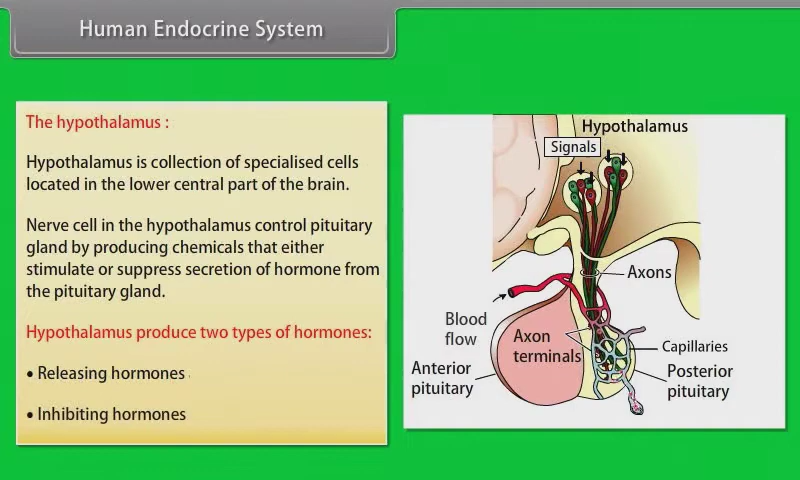 Human Endocrine System
The hypothalamus :
Hypothalamus is collection of specialised cells
located in the lower central part of the brain.
Nerve cell in the hypothalamus control pituitary
gland by producing chemicals that either
stimulate or suppress secretion of hormone from
the pituitary gland.
Hypothalamus produce two types of hormones:
• Releasing hormones
• Inhibiting hormones
Hypothalamus
Signals
Axons
Blood
flow
Axon
terminals
Capillaries
Anterior
pituitary
Posterior
pituitary